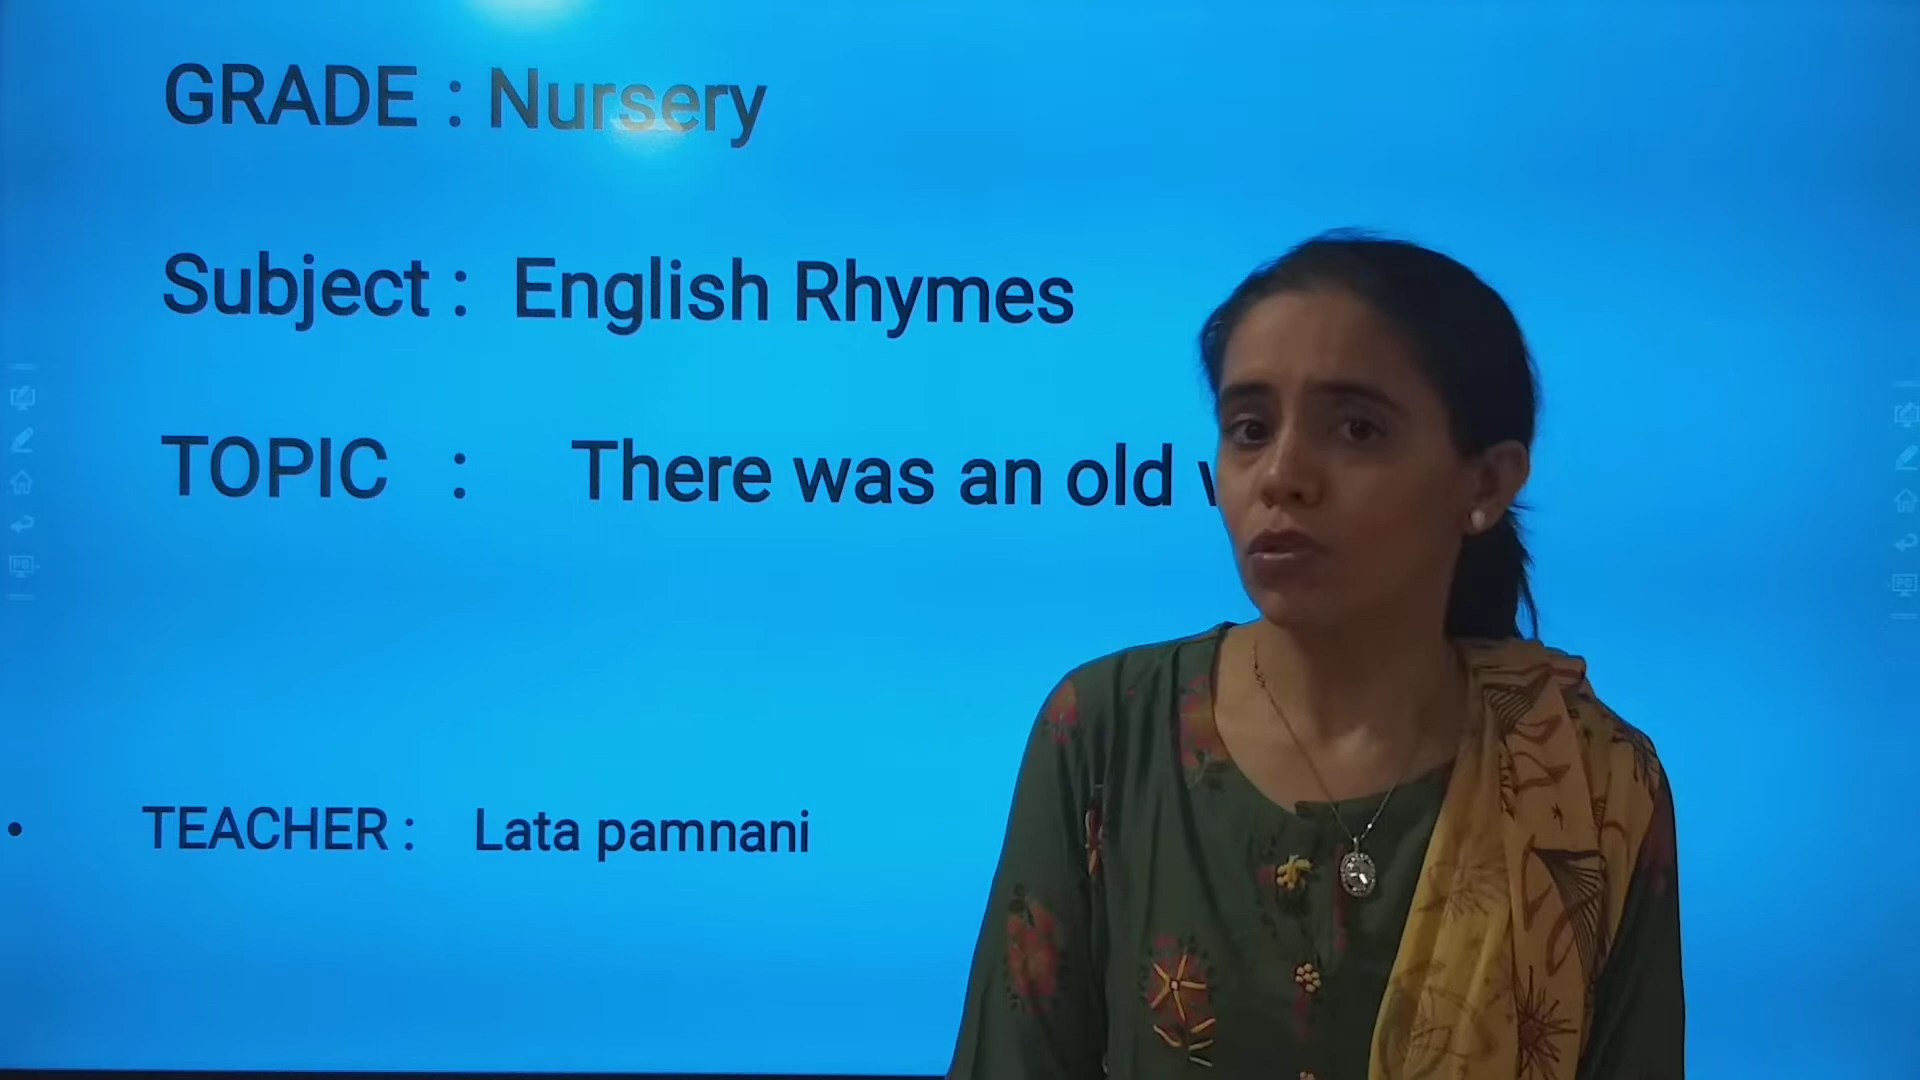 GRADE : Nursery
Subject : English Rhymes
TOPIC : There was an old
• TEACHER : Lata pamnani